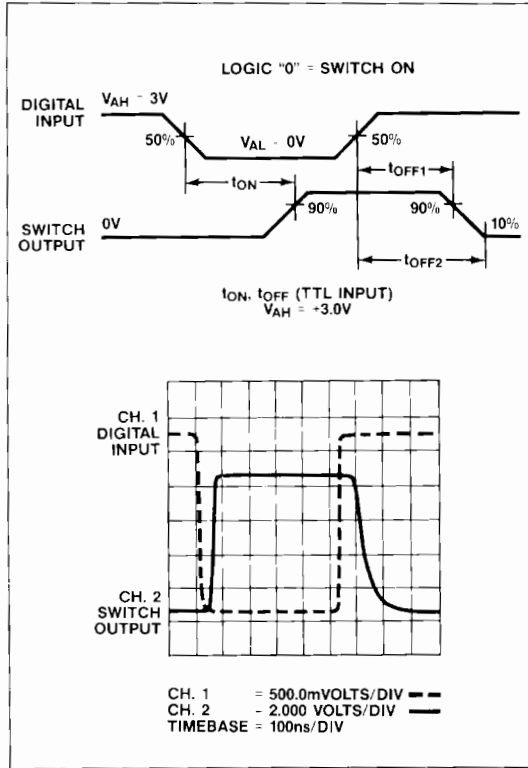 LOGIC "0" = SWITCH ON
DIGITAL
INPUT
VAH - 3V
50%
VAL - 0V
50%
tON
tOFF1
SWITCH
OUTPUT
0V
90%
90%
10%
tOFF2
tON, tOFF (TTL INPUT)
VAH = +3.0V
CH. 1
DIGITAL
INPUT
CH. 2
SWITCH
OUTPUT
CH. 1 = 500.0mVOLTS/DIV
CH. 2 - 2.000 VOLTS/DIV
TIMEBASE = 100ns/DIV